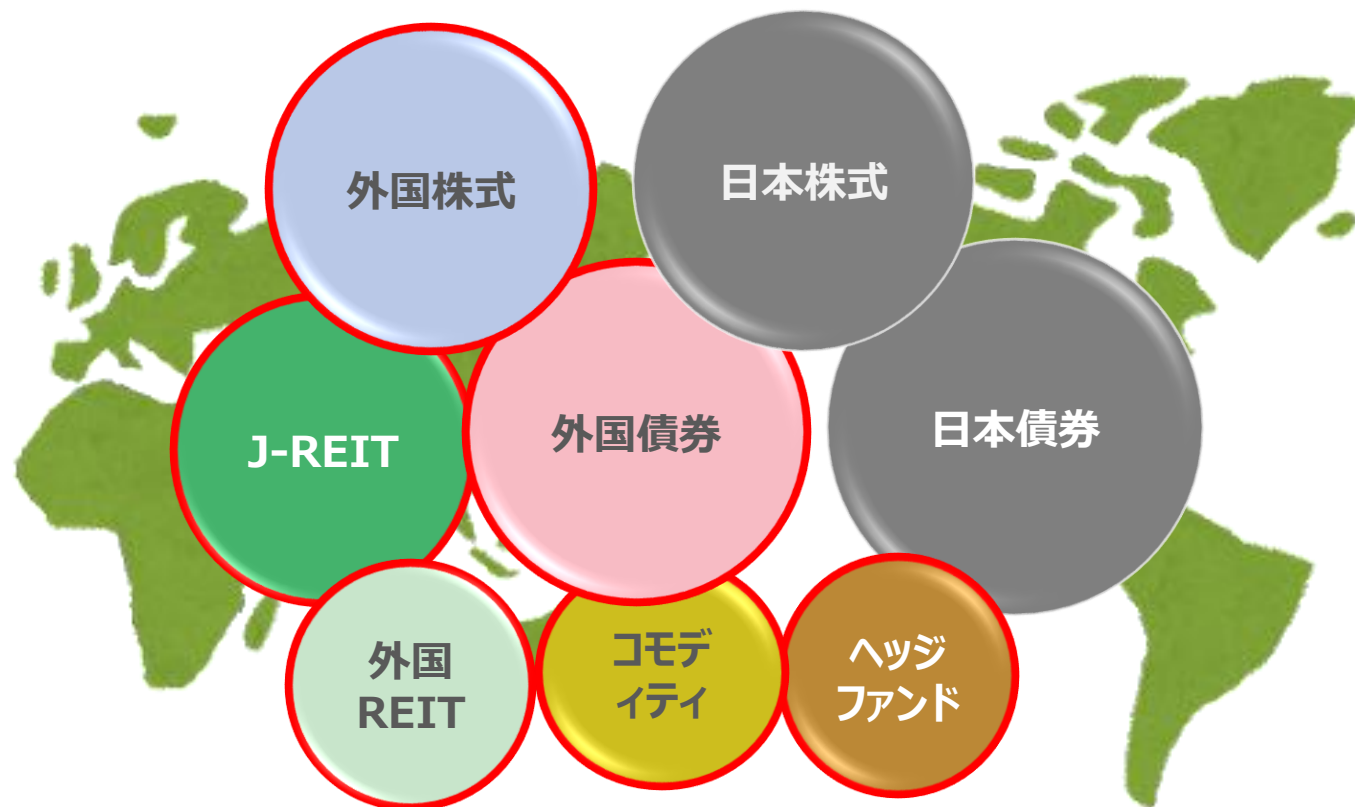 外国株式
日本株式
J-REIT
外国債券
日本債券
外国
REIT
コモデ
ィティ
ヘッジ
ファンド